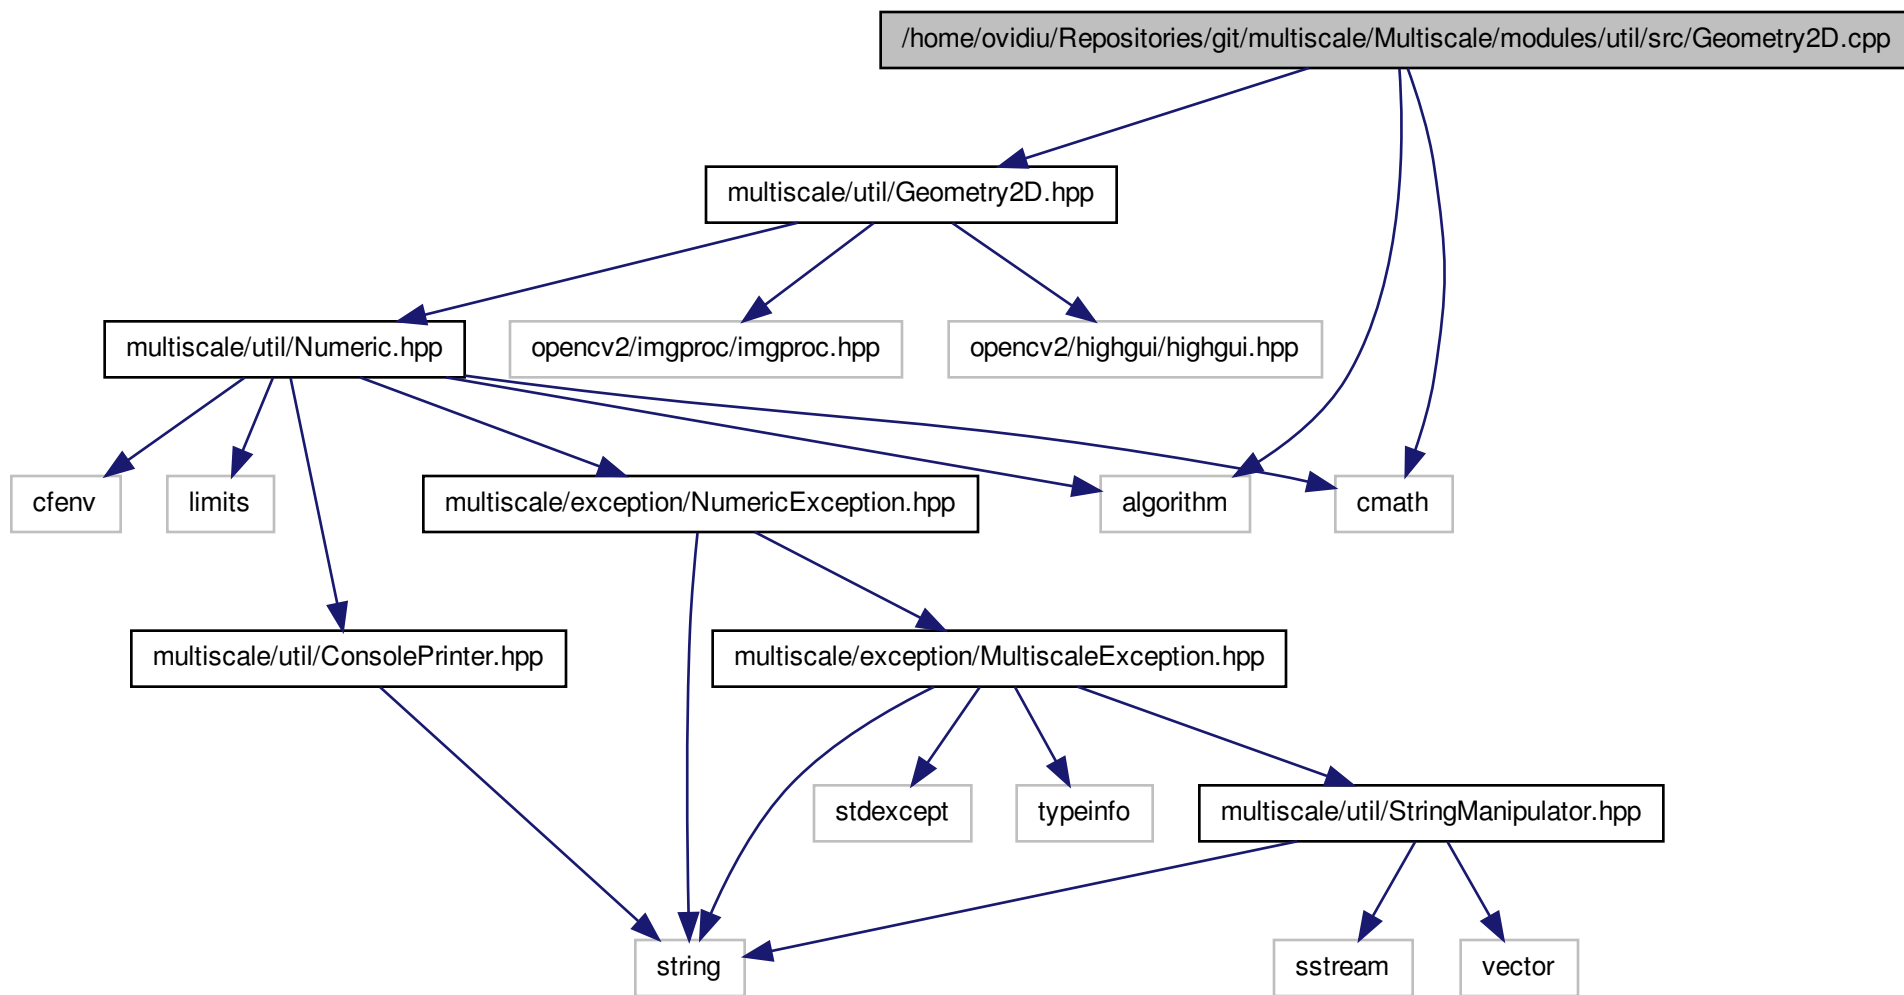 /home/ovidiu/Repositories/git/multiscale/Multiscale/modules/util/src/Geometry2D.cpp
multiscale/util/Geometry2D.hpp
multiscale/util/Numeric.hpp
opencv2/imgproc/imgproc.hpp
opencv2/highgui/highgui.hpp
cfenv
limits
multiscale/exception/NumericException.hpp
algorithm
cmath
multiscale/util/ConsolePrinter.hpp
multiscale/exception/MultiscaleException.hpp
stdexcept
typeinfo
multiscale/util/StringManipulator.hpp
string
sstream
vector